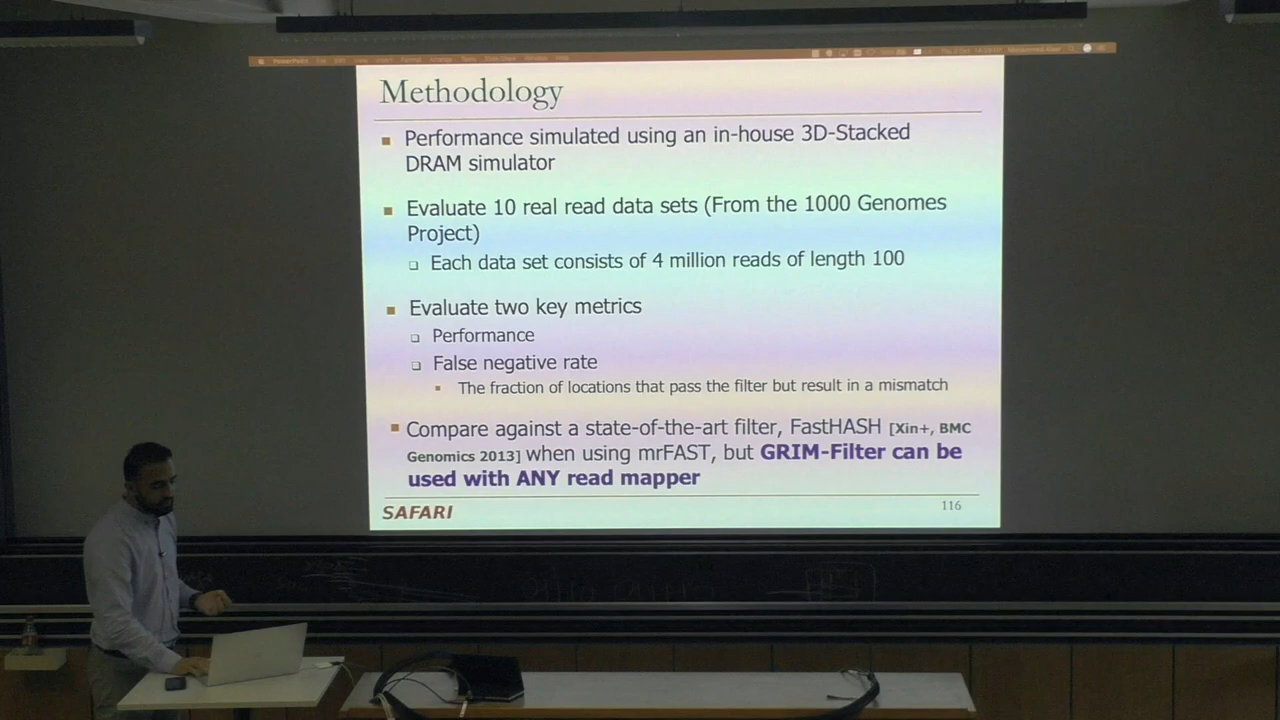 PowerPoint
Methodology
Performance simulated using an in-house 3D-Stacked
DRAM simulator
Evaluate 10 real read data sets (From the 1000 Genomes
Project)
Each data set consists of 4 million reads of length 100
Evaluate two key metrics
Performance
False negative rate
The fraction of locations that pass the filter but result in a mismatch
Compare against a state-of-the-art filter, FastHASH [Xin+, BMC
Genomics 2013] when using mrFAST, but GRIM-Filter can be
used with ANY read mapper
SAFARI
116